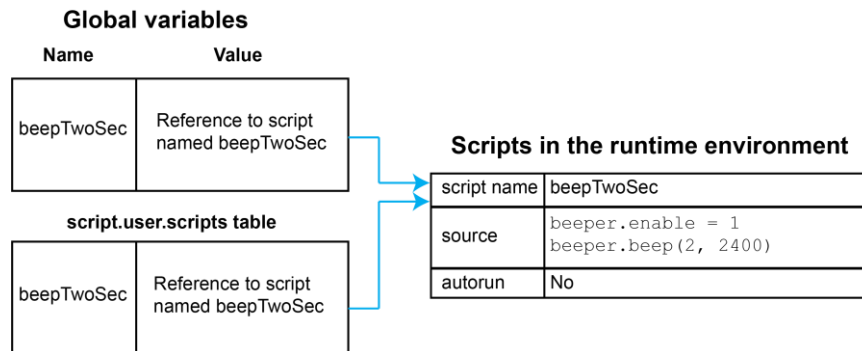 Global variables
Name Value
beepTwoSec
Reference to script
named beepTwoSec
script.user.scripts table
beepTwoSec
Reference to script
named beepTwoSec
Scripts in the runtime environment
script name beepTwoSec
source
beeper.enable = 1
beeper.beep(2, 2400)
autorun No